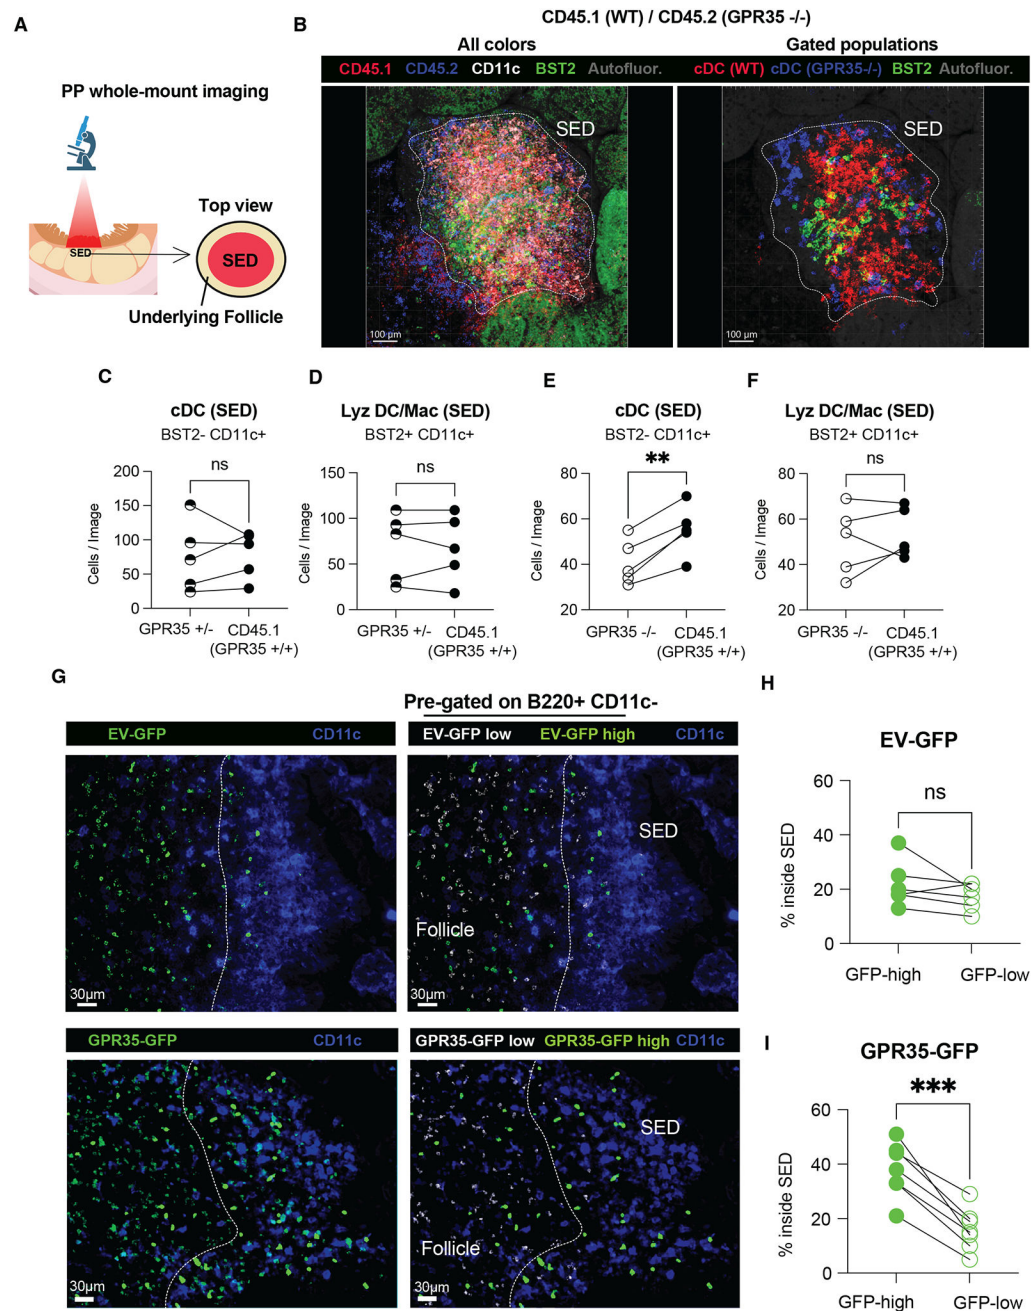 A
PP whole-mount imaging
SED
Top view
SED
Underlying Follicle
B
CD45.1 (WT) / CD45.2 (GPR35 -/-)
All colors
Gated populations
CD45.1 CD45.2 CD11c BST2 Autofluor.
cDC (WT) cDC (GPR35-/-) BST2 Autofluor.
SED
SED
100 µm
100 µm
C
cDC (SED)
BST2- CD11c+
ns
Cells / Image
200
150
100
50
0
GPR35 +/-
CD45.1
(GPR35 +/+)
D
Lyz DC/Mac (SED)
BST2+ CD11c+
ns
Cells / Image
150
100
50
0
GPR35 +/-
CD45.1
(GPR35 +/+)
E
cDC (SED)
BST2- CD11c+
**
Cells / Image
80
60
40
20
GPR35 -/-
CD45.1
(GPR35 +/+)
F
Lyz DC/Mac (SED)
BST2+ CD11c+
ns
Cells / Image
80
60
40
20
GPR35 -/-
CD45.1
(GPR35 +/+)
G
Pre-gated on B220+ CD11c-
EV-GFP CD11c
EV-GFP low EV-GFP high CD11c
SED
Follicle
30µm
30µm
GPR35-GFP CD11c
GPR35-GFP low GPR35-GFP high CD11c
SED
Follicle
30µm
30µm
H
EV-GFP
ns
% inside SED
60
40
20
0
GFP-high
GFP-low
I
GPR35-GFP
***
% inside SED
60
40
20
0
GFP-high
GFP-low